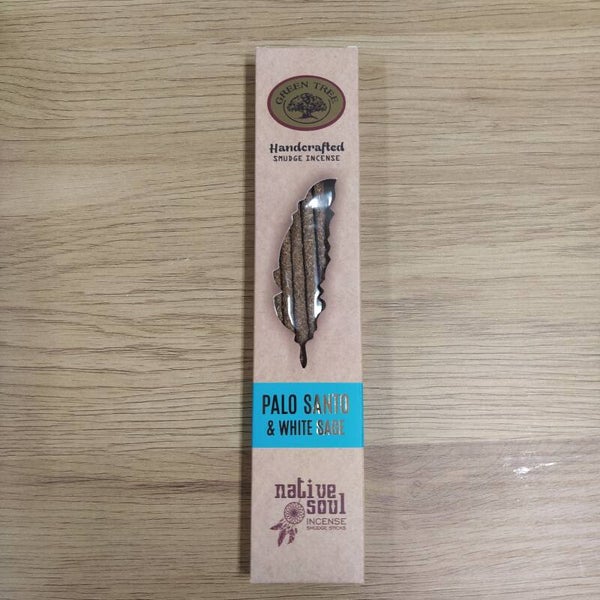 GREEN TREE
Handcrafted
SMUDGE INCENSE
PALO SANTO
& WHITE SAGE
native
soul
INCENSE
SMUDGE STICKS